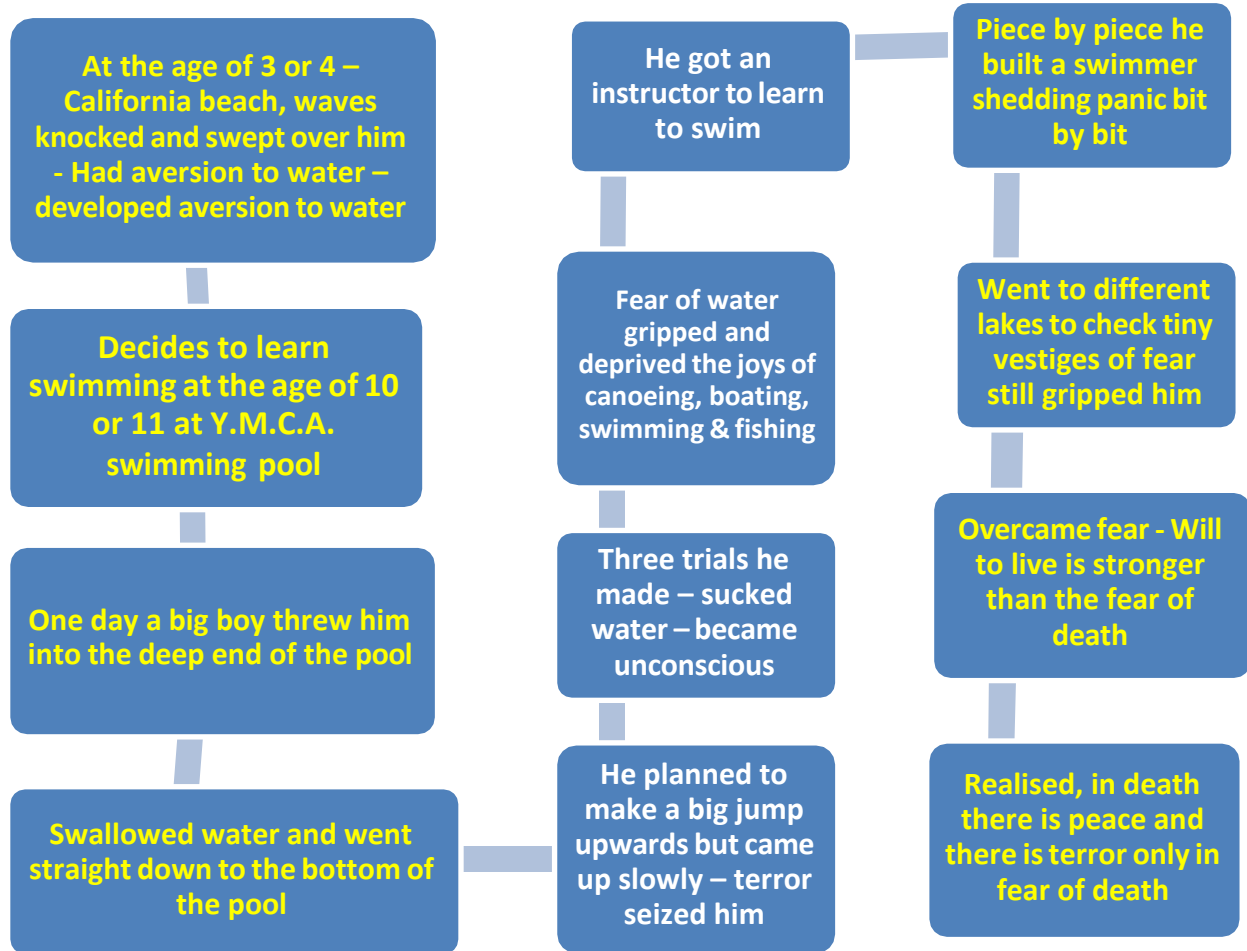 At the age of 3 or 4 –
California beach, waves
knocked and swept over him
- Had aversion to water –
developed aversion to water
Decides to learn
swimming at the age of 10
or 11 at Y.M.C.A.
swimming pool
One day a big boy threw him
into the deep end of the pool
Swallowed water and went
straight down to the bottom of
the pool
He planned to
make a big jump
upwards but came
up slowly – terror
seized him
Three trials he
made – sucked
water – became
unconscious
Fear of water
gripped and
deprived the joys of
canoeing, boating,
swimming & fishing
He got an
instructor to learn
to swim
Piece by piece he
built a swimmer
shedding panic bit
by bit
Went to different
lakes to check tiny
vestiges of fear
still gripped him
Overcame fear - Will
to live is stronger
than the fear of
death
Realised, in death
there is peace and
there is terror only in
fear of death